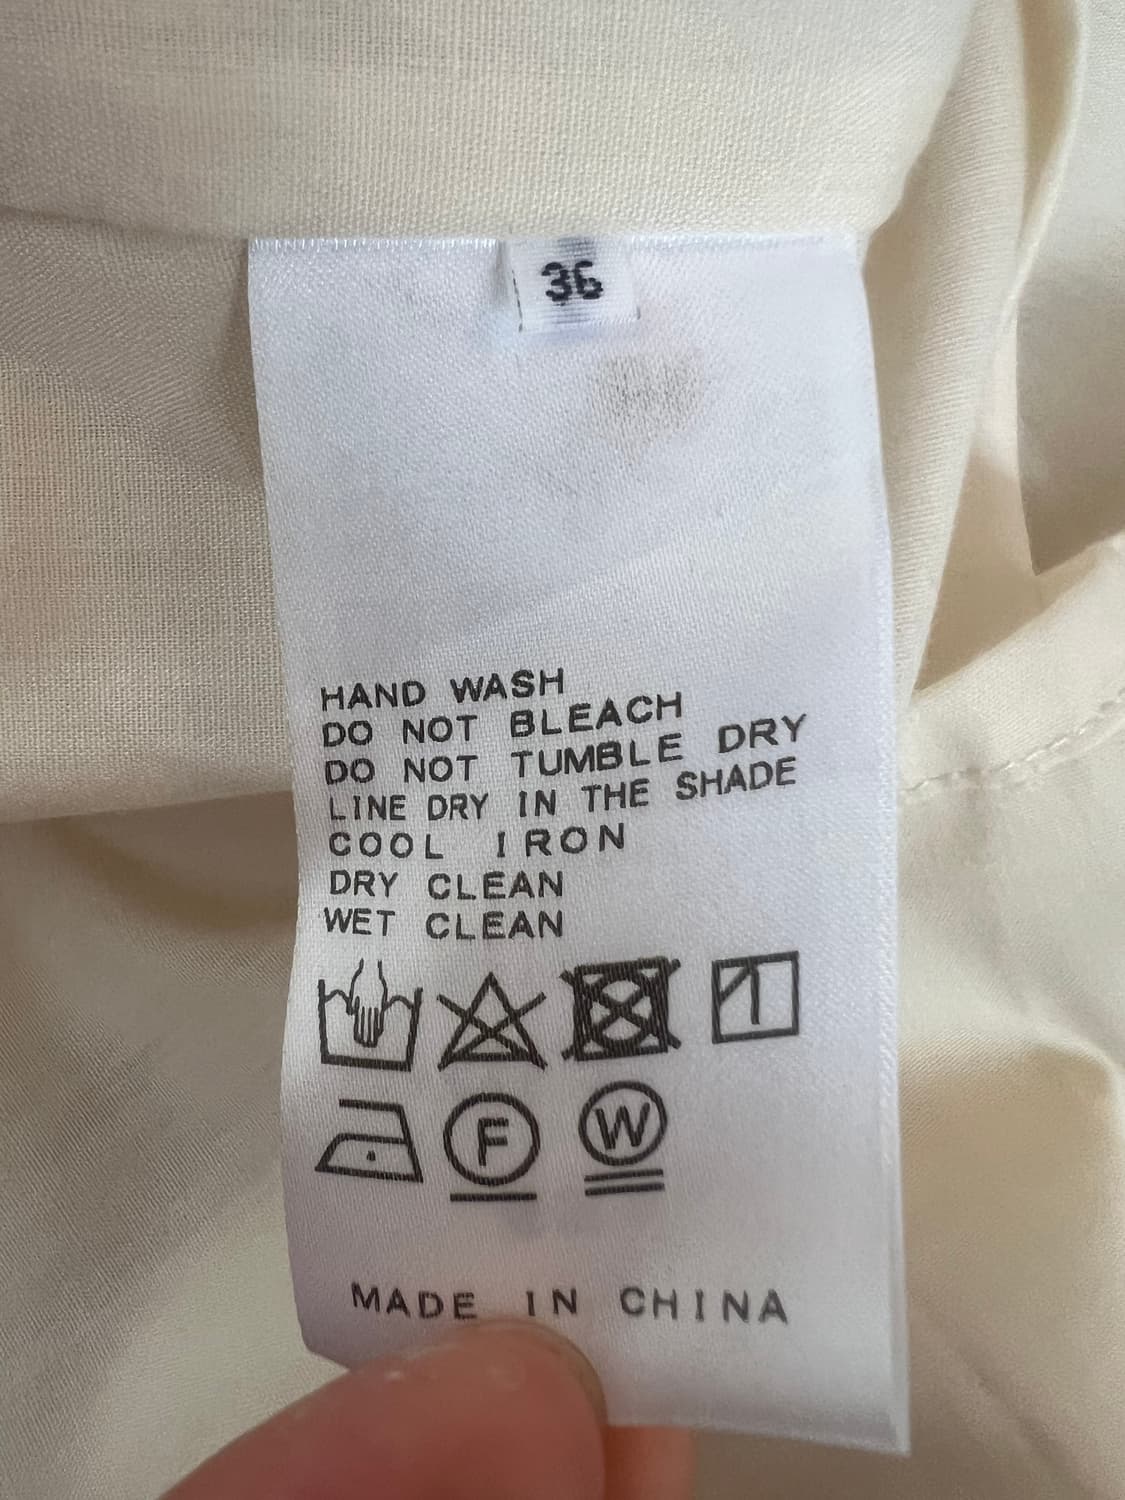 36
HAND WASH
DO NOT BLEACH
DO NOT TUMBLE DRY
LINE DRY IN THE SHADE
COOL IRON
DRY CLEAN
WET CLEAN
F W
MADE IN CHINA